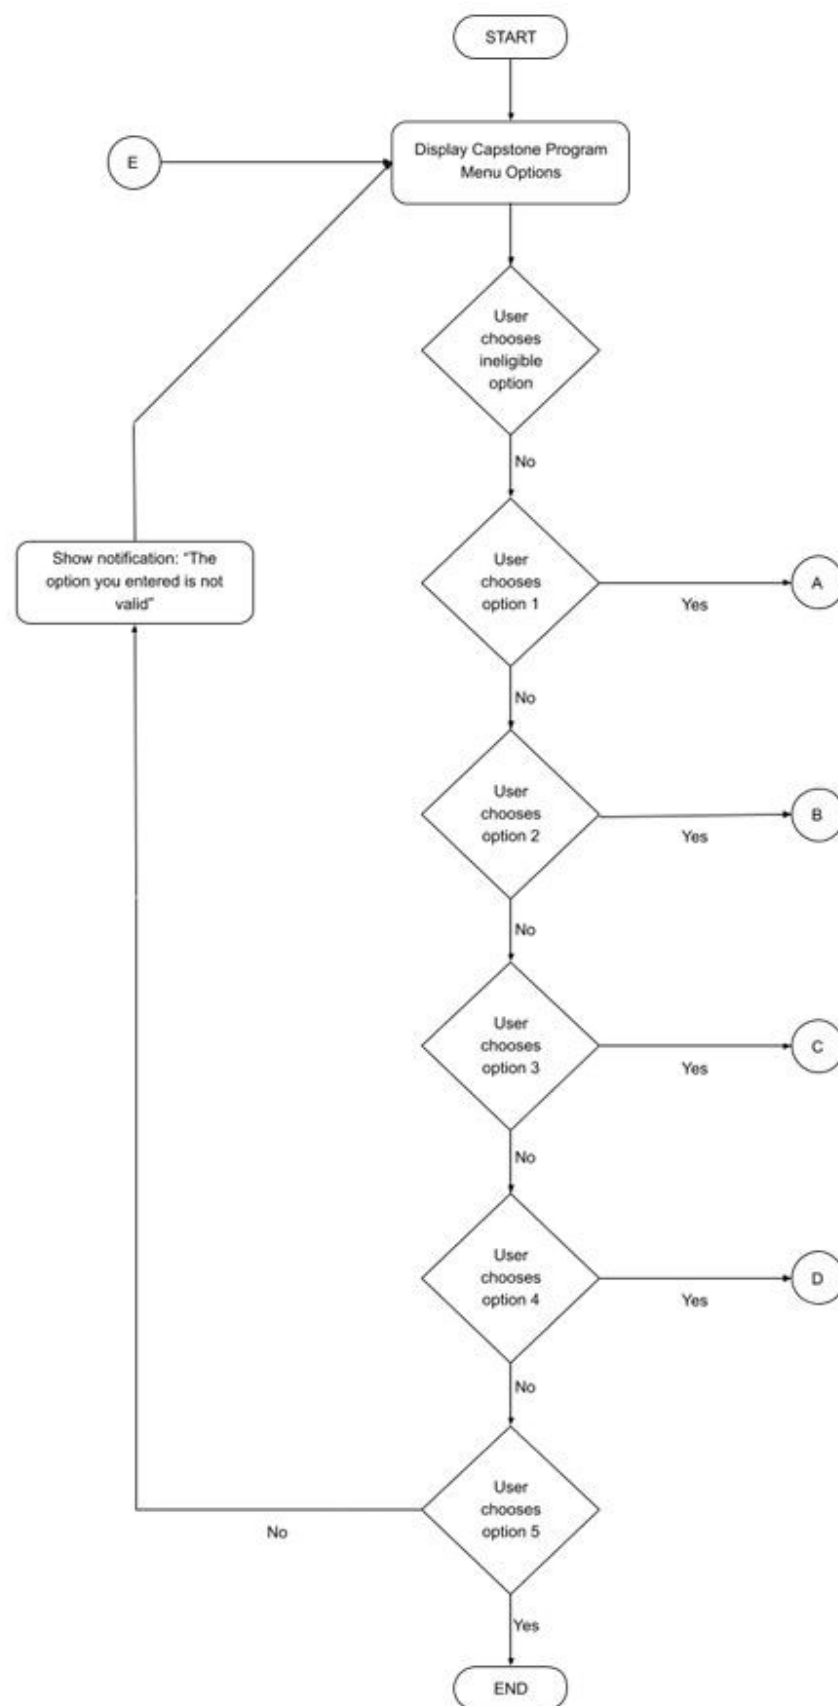 START
Display Capstone Program
Menu Options
E
User
chooses
ineligible
option
No
Show notification: “The
option you entered is not
valid”
User
chooses
option 1
Yes
A
No
User
chooses
option 2
Yes
B
No
User
chooses
option 3
Yes
C
No
User
chooses
option 4
Yes
D
No
User
chooses
option 5
No
Yes
END